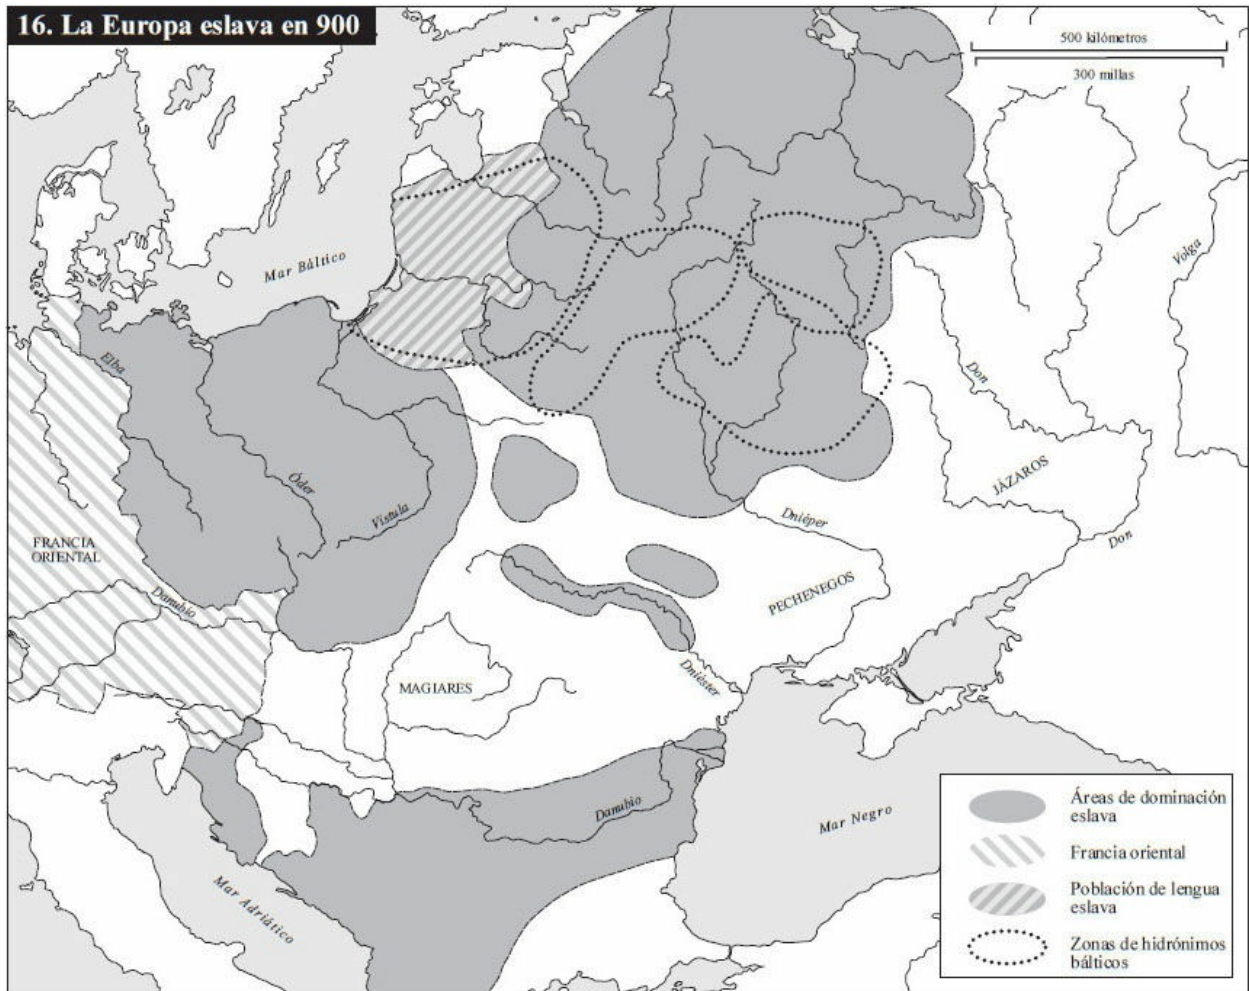 16. La Europa eslava en 900
500 kilómetros
300 millas
Mar Báltico
Volga
Elba
Don
Óder
Vístula
JÁZAROS
Dniéper
Don
FRANCIA
ORIENTAL
Danubio
PECHENEGOS
MAGIARES
Dniéster
Danubio
Mar Negro
Mar Adriático
Áreas de dominación
eslava
Francia oriental
Población de lengua
eslava
Zonas de hidrónimos
bálticos